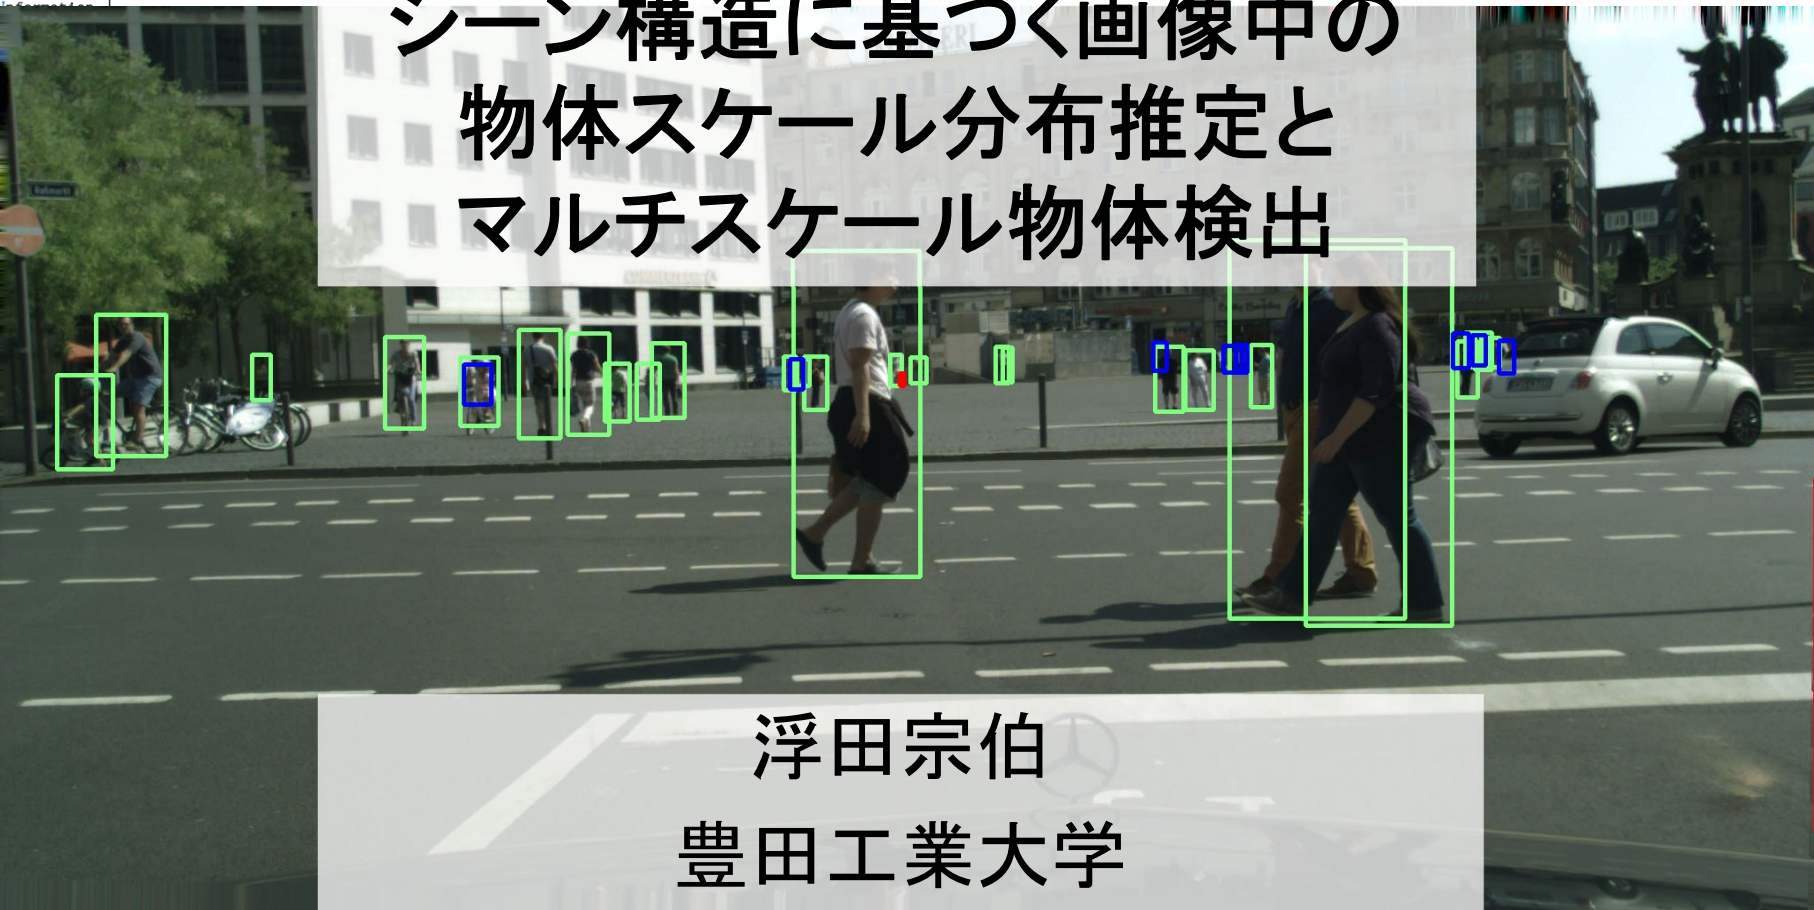 シーン構造に基づく画像中の
物体スケール分布推定と
マルチスケール物体検出
浮田宗伯
豊田工業大学